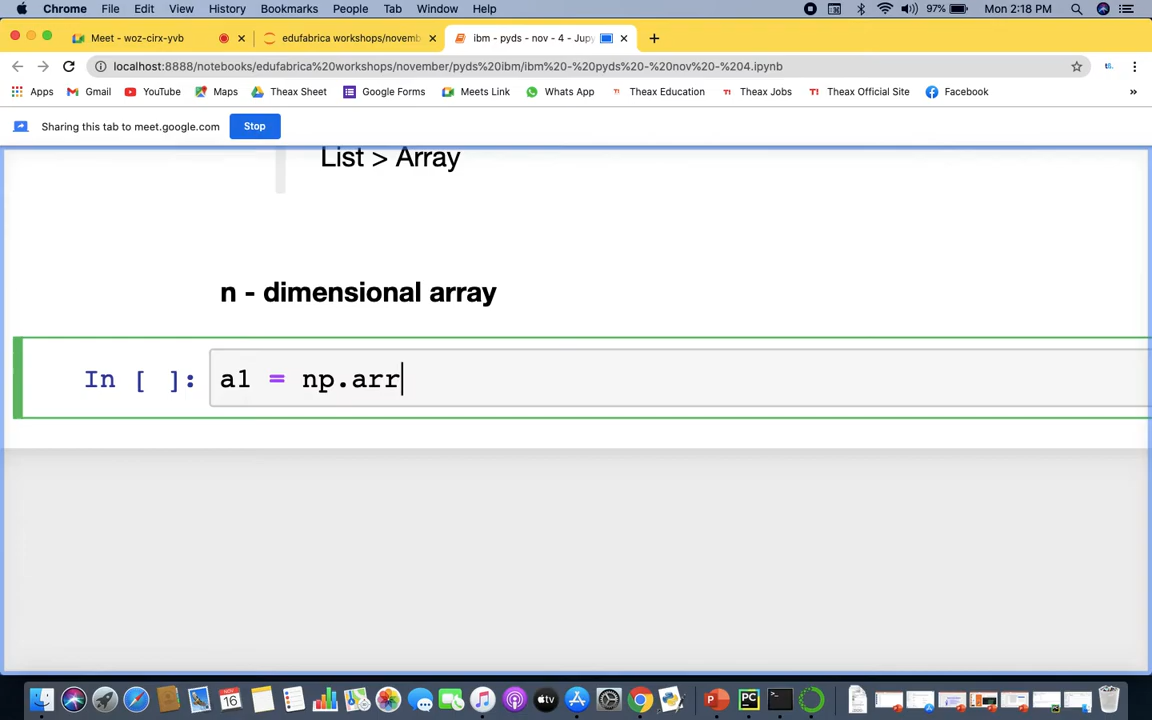 Chrome File Edit View History Bookmarks People Tab Window Help 97% Mon 2:18 PM
Meet - woz-cirx-yvb edufabrica workshops/novemb ibm - pyds - nov - 4 - Jupy
localhost:8888/notebooks/edufabrica%20workshops/november/pyds%20ibm/ibm%20-%20pyds%20-%20nov%20-%204.ipynb
Apps Gmail YouTube Maps Theax Sheet Google Forms Meets Link Whats App Theax Education Theax Jobs Theax Official Site Facebook »
Sharing this tab to meet.google.com Stop
List > Array
n - dimensional array
In [ ]: a1 = np.arr